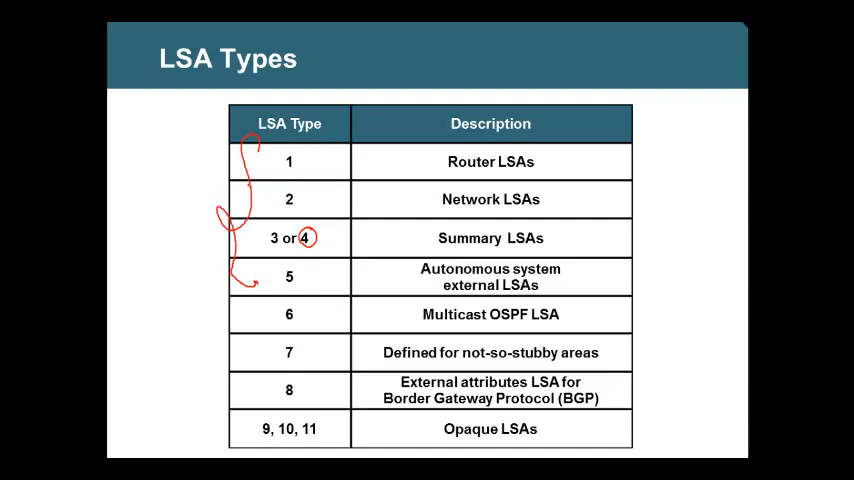 LSA Types
LSA Type Description
1 Router LSAs
2 Network LSAs
3 or 4 Summary LSAs
5 Autonomous system
external LSAs
6 Multicast OSPF LSA
7 Defined for not-so-stubby areas
8 External attributes LSA for
Border Gateway Protocol (BGP)
9, 10, 11 Opaque LSAs